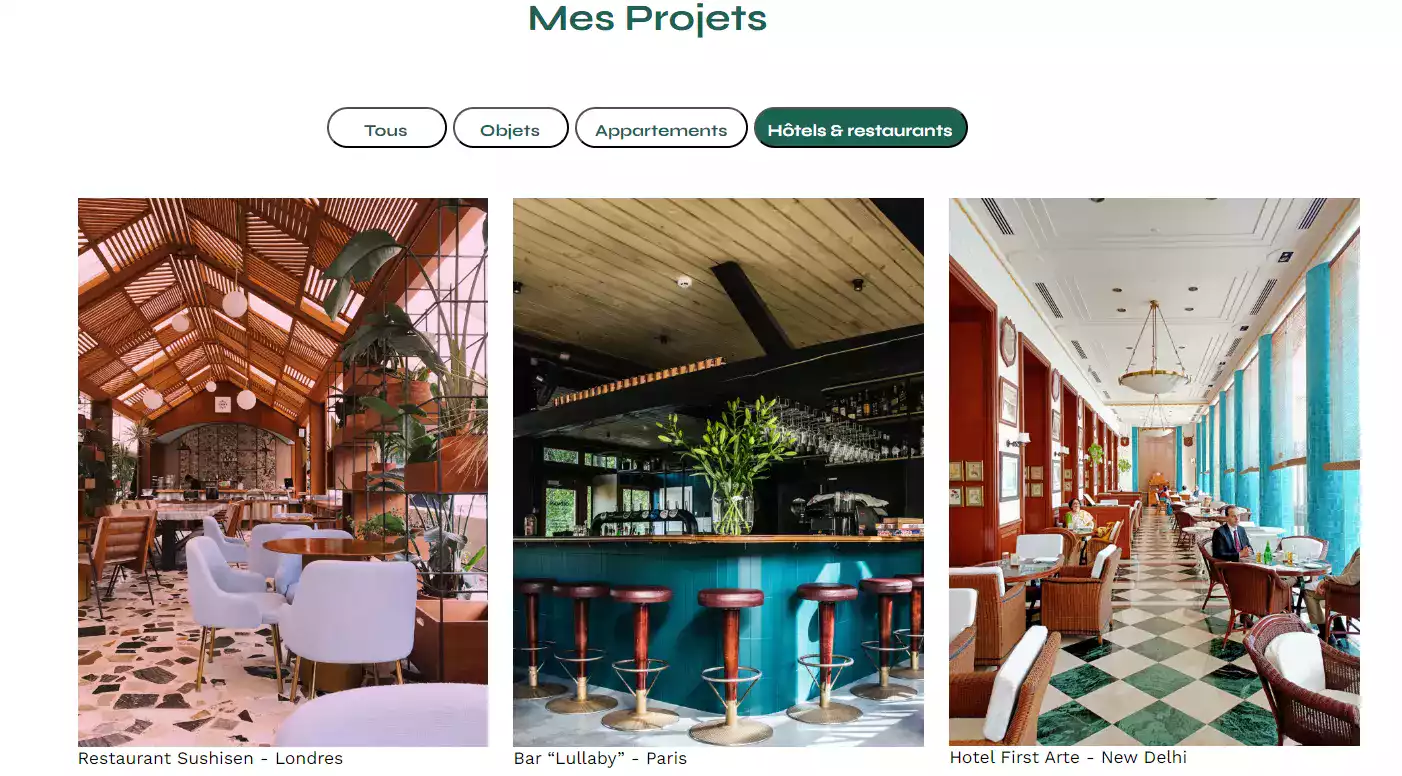 Mes Projets
Tous
Objets
Appartements
Hôtels & restaurants
Restaurant Sushisen - Londres
Bar “Lullaby” - Paris
Hotel First Arte - New Delhi